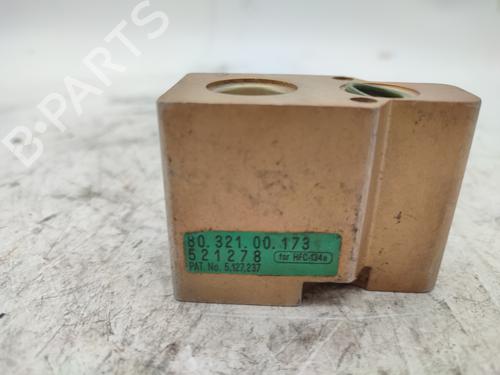 B-PARTS
80.321.00.173
521278
for HFC-134a
PAT. No. 5,127,237